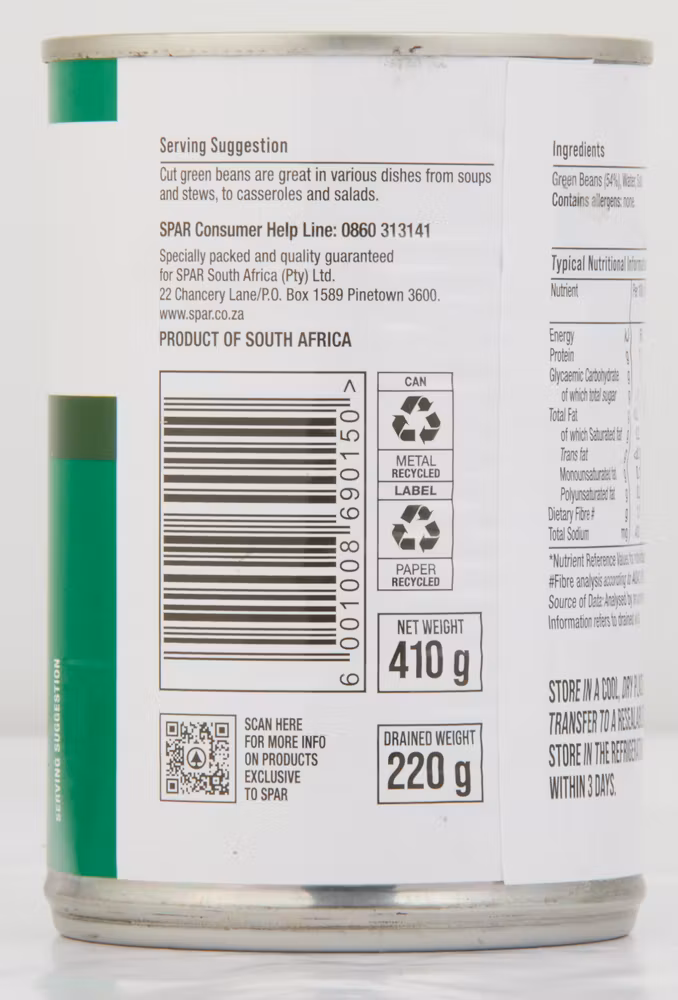 Serving Suggestion
Cut green beans are great in various dishes from soups
and stews, to casseroles and salads.
SPAR Consumer Help Line: 0860 313141
Specially packed and quality guaranteed
for SPAR South Africa (Pty) Ltd.
22 Chancery Lane/P.O. Box 1589 Pinetown 3600.
www.spar.co.za
PRODUCT OF SOUTH AFRICA
6 001008 690150 >
CAN
METAL
RECYCLED
LABEL
PAPER
RECYCLED
NET WEIGHT
410 g
SCAN HERE
FOR MORE INFO
ON PRODUCTS
EXCLUSIVE
TO SPAR
DRAINED WEIGHT
220 g
SERVING SUGGESTION
Ingredients
Green Beans (54%), Water,
Contains allergens: none.
Typical Nutritional
Nutrient
Energy
Protein g
Glycaemic Carbohydrate g
of which total sugar g
Total Fat g
of which Saturated fat g
Trans fat g
Monounsaturated fat g
Polyunsaturated fat g
Dietary Fibre # g
Total Sodium mg
*Nutrient Reference Values for
#Fibre analysis according to
Source of Data: Analysed by
Information refers to drained
STORE IN A COOL, DRY
TRANSFER TO A
STORE IN THE
WITHIN 3 DAYS.